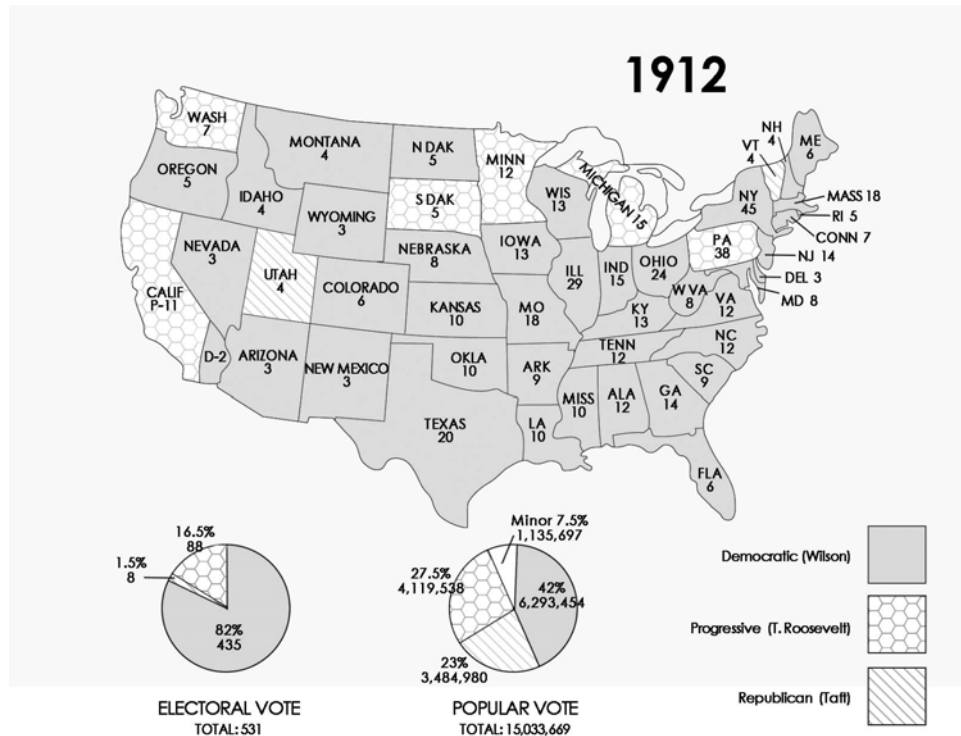 1912
WASH
7
MONTANA
4
N DAK
5
MINN
12
OREGON
5
IDAHO
4
S DAK
5
WIS
13
MICHIGAN 15
NH
4
VT
4
ME
6
WYOMING
3
NY
45
MASS 18
RI 5
CONN 7
NEVADA
3
NEBRASKA
8
IOWA
13
PA
38
NJ 14
DEL 3
MD 8
CALIF
P-11
UTAH
4
COLORADO
6
ILL
29
IND
15
OHIO
24
W VA
8
VA
12
KANSAS
10
MO
18
KY
13
NC
12
D-2
ARIZONA
3
NEW MEXICO
3
OKLA
10
ARK
9
TENN
12
SC
9
MISS
10
ALA
12
GA
14
TEXAS
20
LA
10
FLA
6
16.5%
88
1.5%
8
82%
435
ELECTORAL VOTE
TOTAL: 531
Minor 7.5%
1,135,697
27.5%
4,119,538
42%
6,293,454
23%
3,484,980
POPULAR VOTE
TOTAL: 15,033,669
Democratic (Wilson)
Progressive (T. Roosevelt)
Republican (Taft)